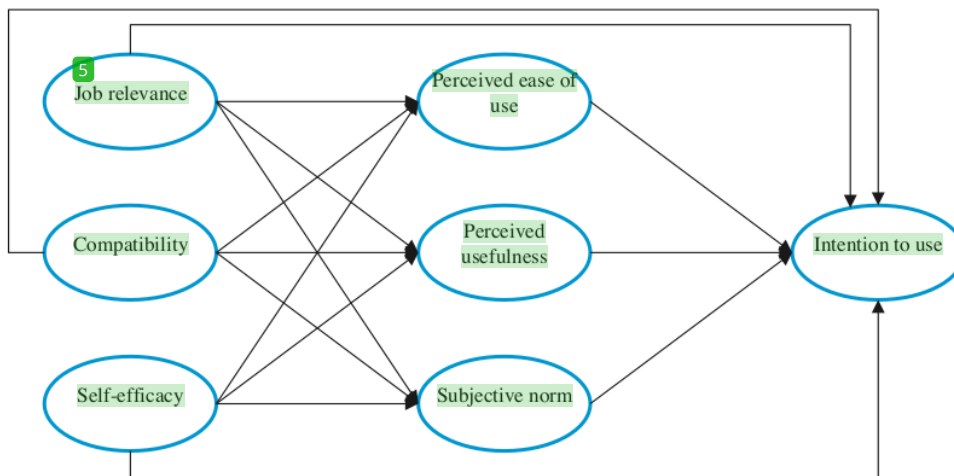 5
Job relevance
Perceived ease of
use
Compatibility
Perceived
usefulness
Intention to use
Self-efficacy
Subjective norm